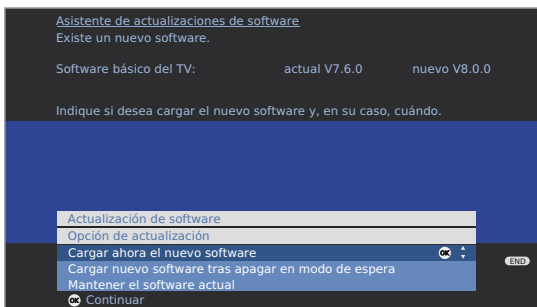 Asistente de actualizaciones de software
Existe un nuevo software.
Software básico del TV: actual V7.6.0 nuevo V8.0.0
Indique si desea cargar el nuevo software y, en su caso, cuándo.
Actualización de software
Opción de actualización
Cargar ahora el nuevo software OK
END
Cargar nuevo software tras apagar en modo de espera
Mantener el software actual
OK Continuar